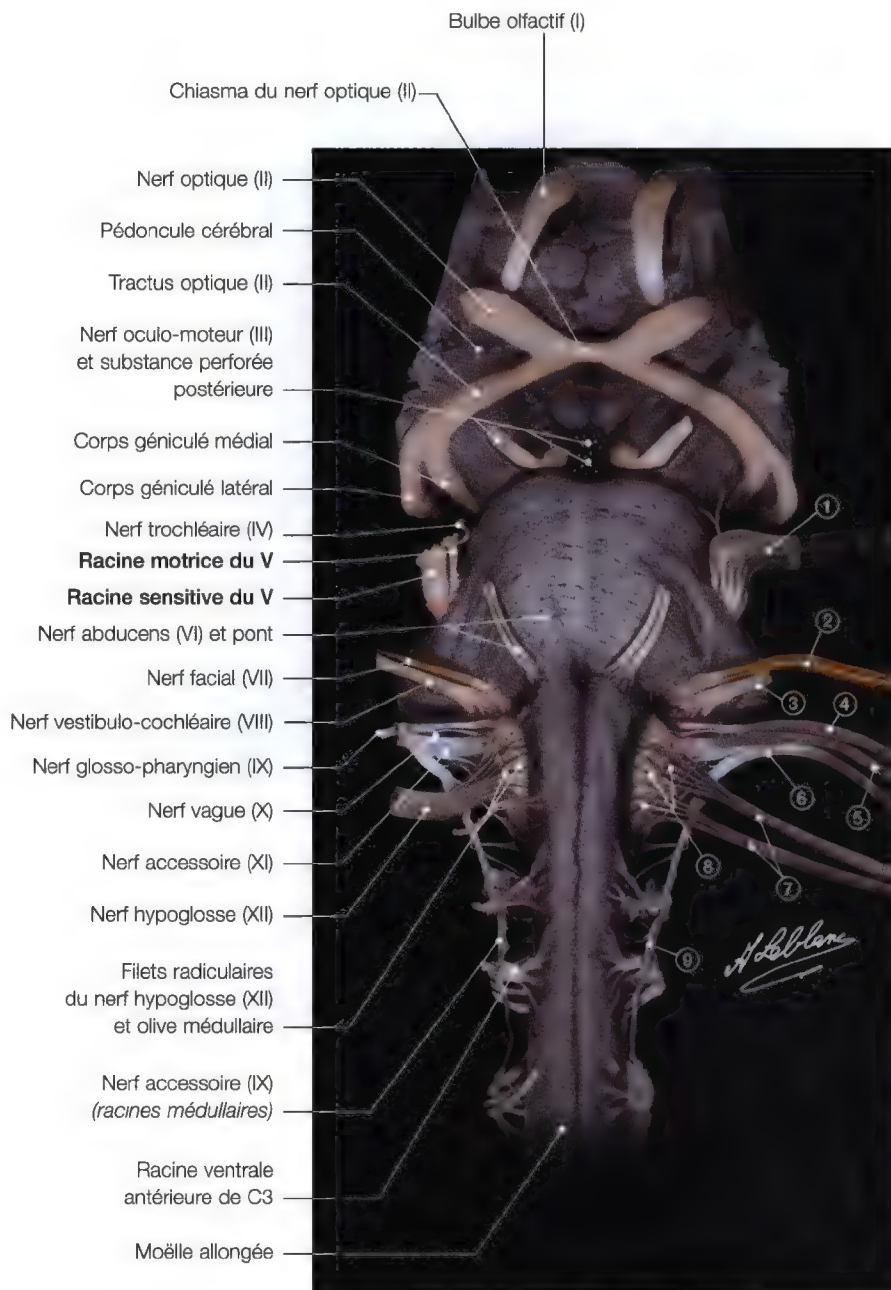 Bulbe olfactif (I)
Chiasma du nerf optique (II)
Nerf optique (II)
Pédoncule cérébral
Tractus optique (II)
Nerf oculo-moteur (III)
et substance perforée
postérieure
Corps géniculé médial
Corps géniculé latéral
Nerf trochléaire (IV)
Racine motrice du V
Racine sensitive du V
Nerf abducens (VI) et pont
Nerf facial (VII)
Nerf vestibulo-cochléaire (VIII)
Nerf glosso-pharyngien (IX)
Nerf vague (X)
Nerf accessoire (XI)
Nerf hypoglosse (XII)
Filets radiculaires
du nerf hypoglosse (XII)
et olive médullaire
Nerf accessoire (IX)
(racines médullaires)
Racine ventrale
antérieure de C3
Moëlle allongée
1
2
3
4
5
6
7
8
9
A Leblanc